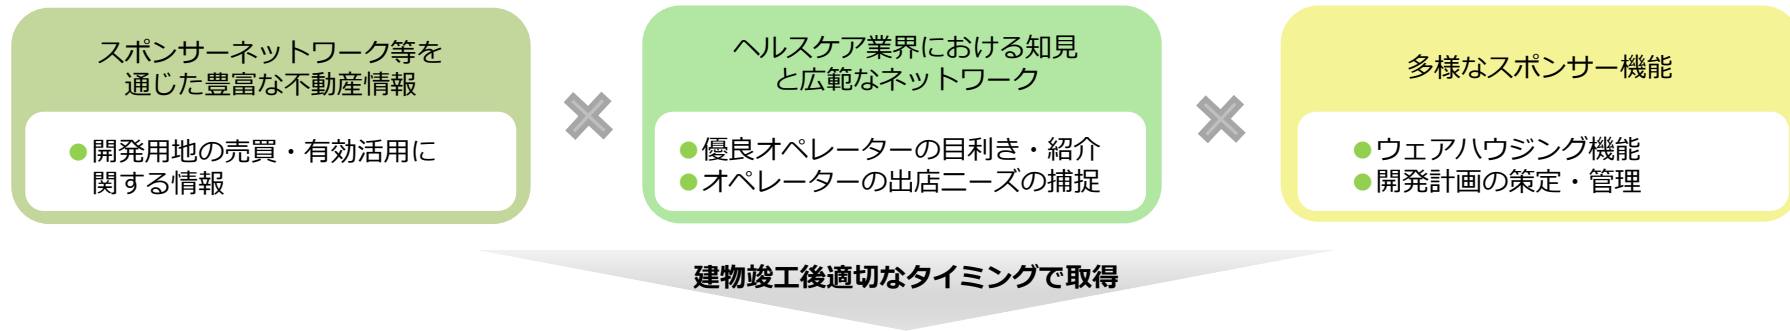 スポンサーネットワーク等を
通じた豊富な不動産情報
●開発用地の売買・有効活用に
関する情報
ヘルスケア業界における知見
と広範なネットワーク
●優良オペレーターの目利き・紹介
●オペレーターの出店ニーズの捕捉
多様なスポンサー機能
●ウェアハウジング機能
●開発計画の策定・管理
建物竣工後適切なタイミングで取得